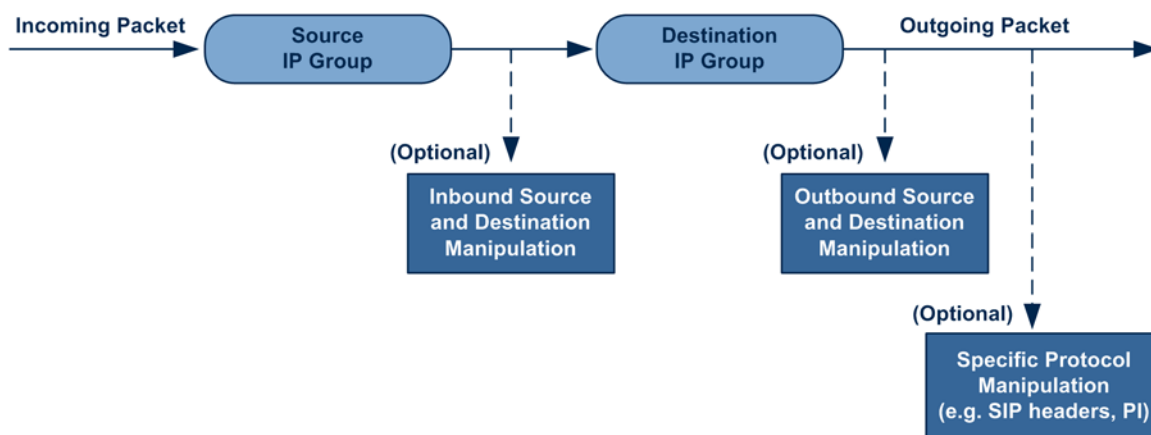 Incoming Packet
Source
IP Group
Destination
IP Group
Outgoing Packet
(Optional)
Inbound Source
and Destination
Manipulation
(Optional)
Outbound Source
and Destination
Manipulation
(Optional)
Specific Protocol
Manipulation
(e.g. SIP headers, PI)